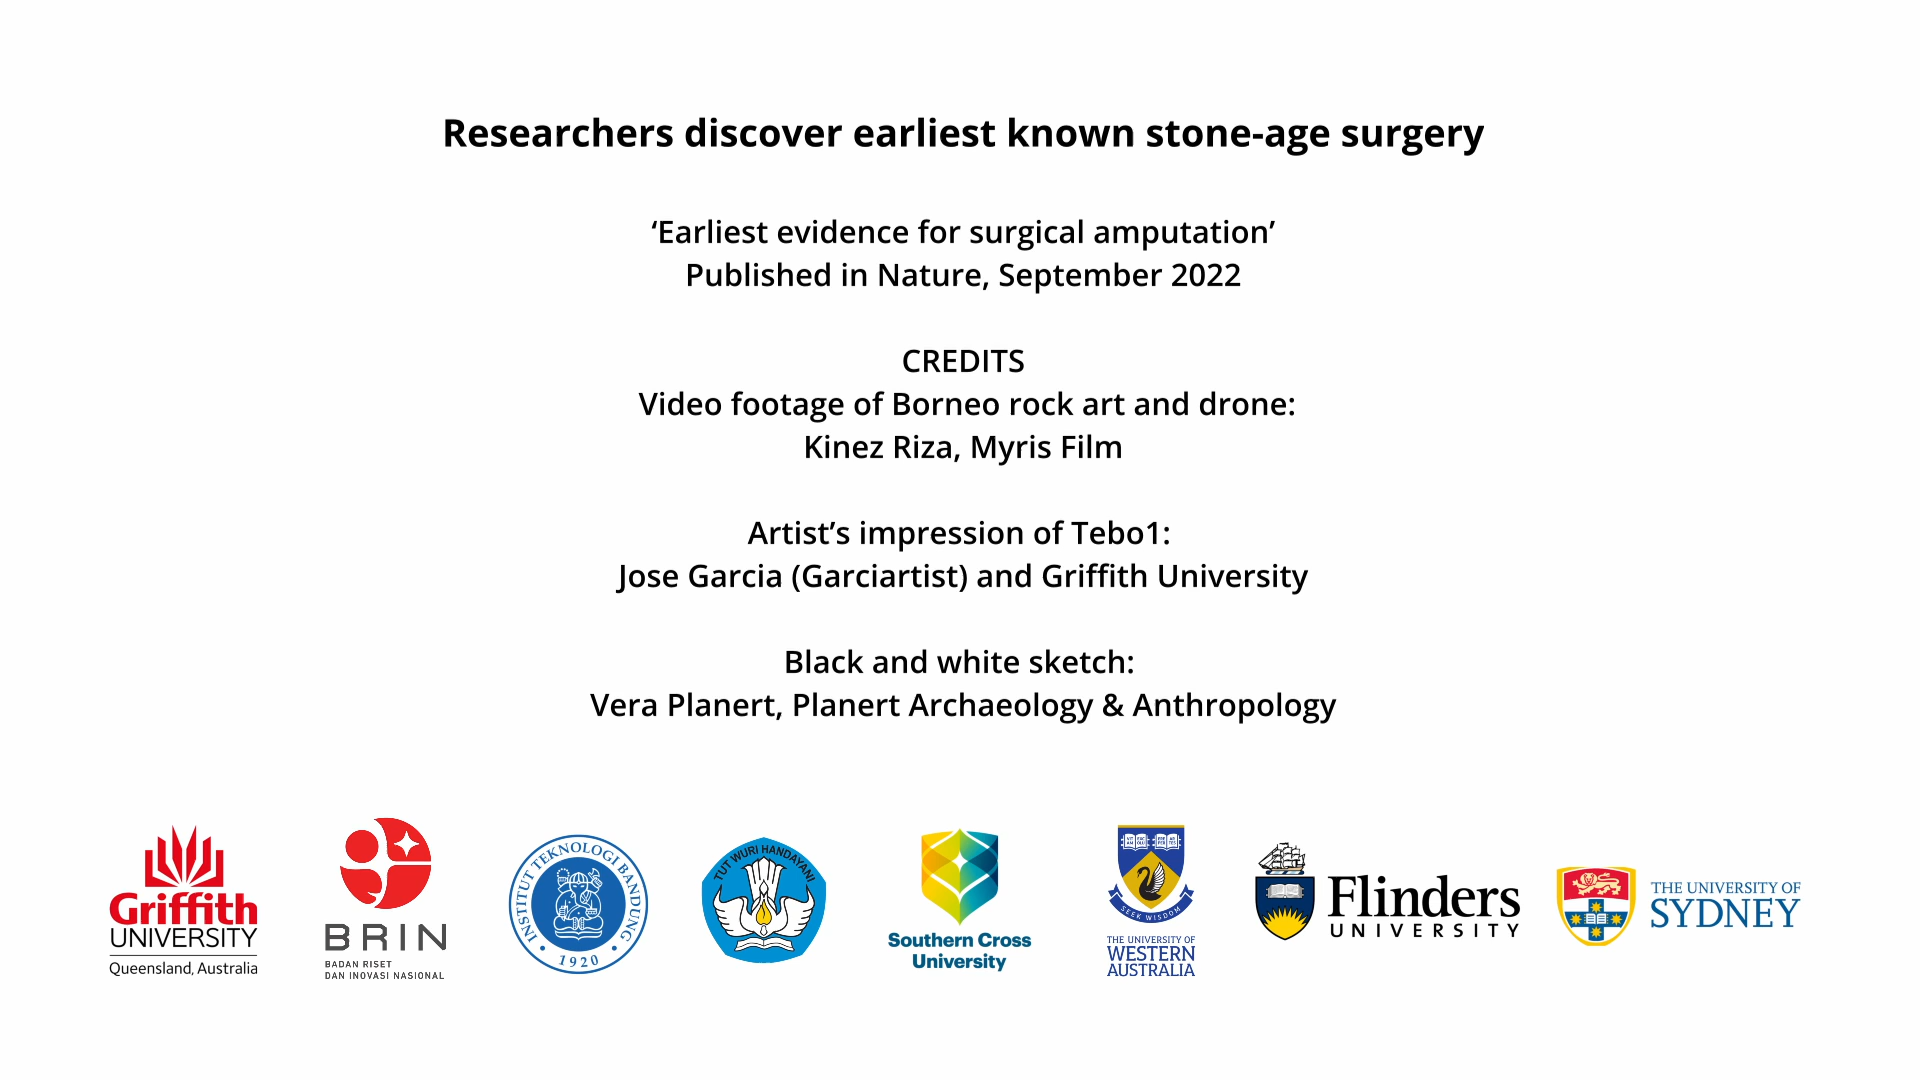 Researchers discover earliest known stone-age surgery
‘Earliest evidence for surgical amputation’
Published in Nature, September 2022
CREDITS
Video footage of Borneo rock art and drone:
Kinez Riza, Myris Film
Artist’s impression of Tebo1:
Jose Garcia (Garciartist) and Griffith University
Black and white sketch:
Vera Planert, Planert Archaeology & Anthropology
Griffith
UNIVERSITY
Queensland, Australia
BRIN
BADAN RISET
DAN INOVASI NASIONAL
INSTITUT TEKNOLOGI BANDUNG
1920
TUT WURI HANDAYANI
Southern Cross
University
SEEK WISDOM
THE UNIVERSITY OF
WESTERN
AUSTRALIA
Flinders
UNIVERSITY
THE UNIVERSITY OF
SYDNEY